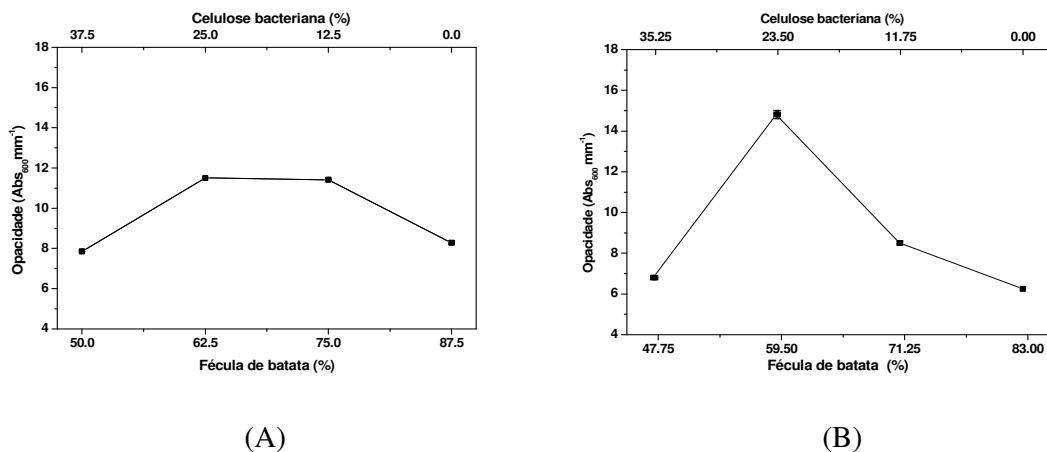 Celulose bacteriana (%)
37.5 25.0 12.5 0.0
18
16
14
12
10
8
6
4
Opacidade (Abs₆₀₀ mm⁻¹)
50.0 62.5 75.0 87.5
Fécula de batata (%)
(A)
Celulose bacteriana (%)
35.25 23.50 11.75 0.00
18
16
14
12
10
8
6
4
Opacidade (Abs₆₀₀ mm⁻¹)
47.75 59.50 71.25 83.00
Fécula de batata (%)
(B)